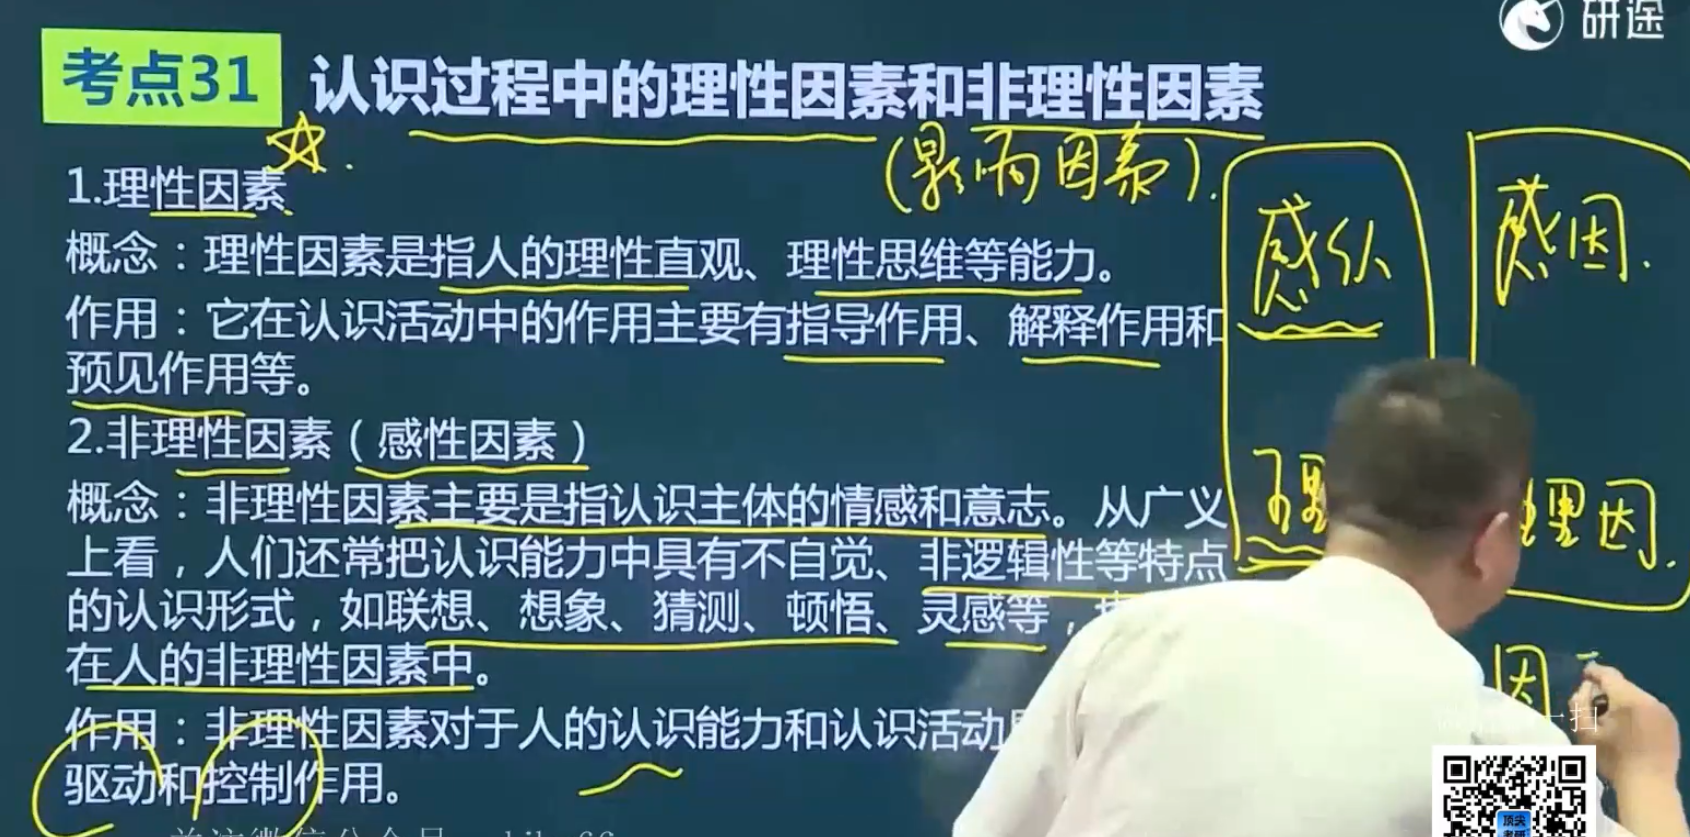 研途
考点31 认识过程中的理性因素和非理性因素
(影响因素).
1.理性因素
概念：理性因素是指人的理性直观、理性思维等能力。
作用：它在认识活动中的作用主要有指导作用、解释作用和
预见作用等。
2.非理性因素（感性因素）
概念：非理性因素主要是指认识主体的情感和意志。从广义
上看，人们还常把认识能力中具有不自觉、非逻辑性等特点
的认识形式，如联想、想象、猜测、顿悟、灵感等，
在人的非理性因素中。
作用：非理性因素对于人的认识能力和认识活动
驱动和控制作用。
感认
理
感因.
理因.
因
一扫
顶尖
考研